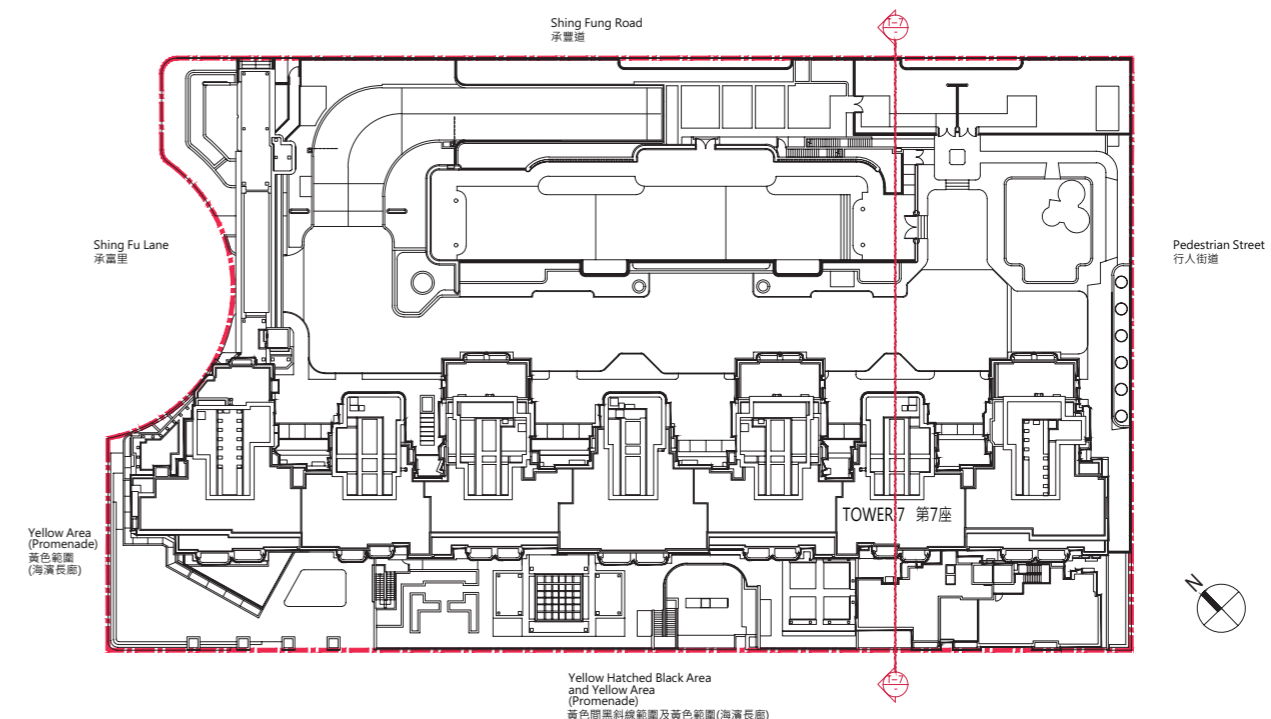 Shing Fung Road
承豐道
T-7
-
Shing Fu Lane
承富里
Pedestrian Street
行人街道
TOWER 7 第7座
Yellow Area
(Promenade)
黃色範圍
(海濱長廊)
N
T-7
-
Yellow Hatched Black Area
and Yellow Area
(Promenade)
黃色間黑斜線範圍及黃色範圍(海濱長廊)